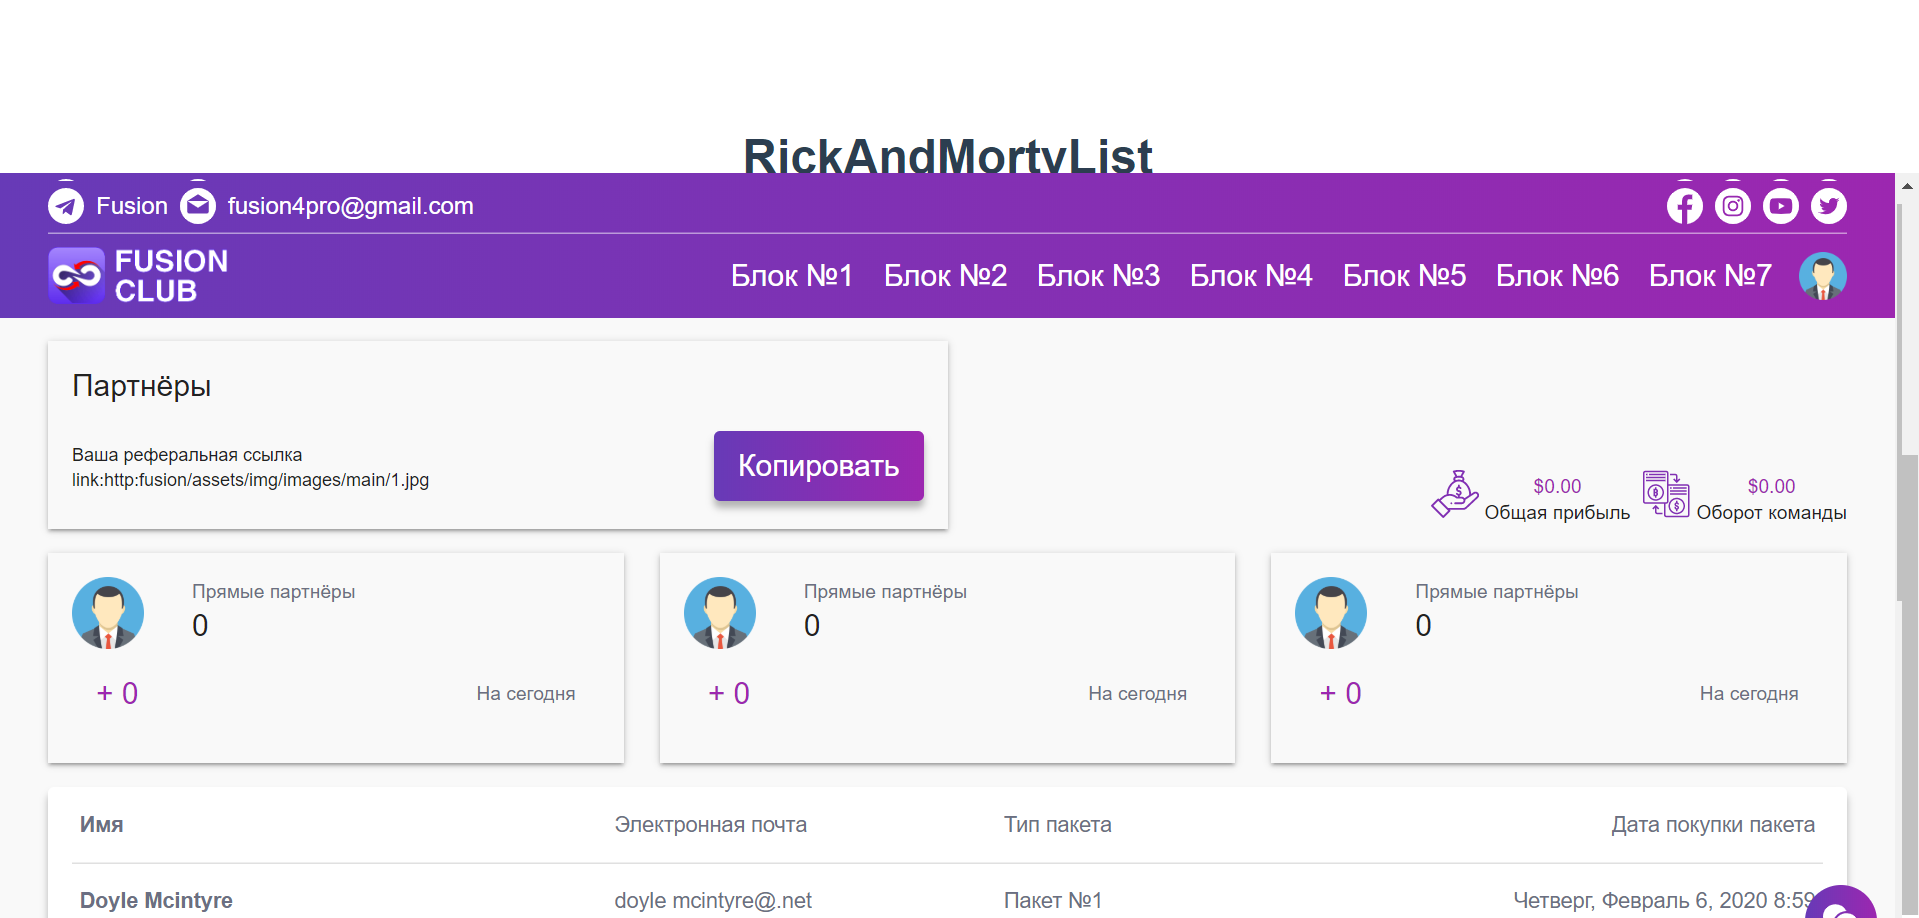 RickAndMortyList
Fusion fusion4pro@gmail.com
FUSION
CLUB
Блок №1 Блок №2 Блок №3 Блок №4 Блок №5 Блок №6 Блок №7
Партнёры
Ваша реферальная ссылка
link:http:fusion/assets/img/images/main/1.jpg
Копировать
$0.00
Общая прибыль
$0.00
Оборот команды
Прямые партнёры
0
+ 0 На сегодня
Прямые партнёры
0
+ 0 На сегодня
Прямые партнёры
0
+ 0 На сегодня
Имя Электронная почта Тип пакета Дата покупки пакета
Doyle Mcintyre doyle mcintyre@.net Пакет №1 Четверг, Февраль 6, 2020 8:59